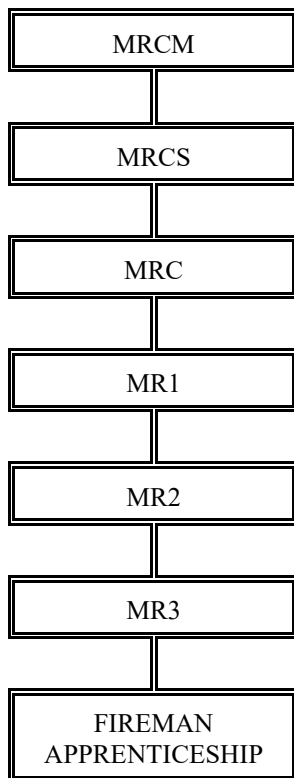 MRCM
MRCS
MRC
MR1
MR2
MR3
FIREMAN
APPRENTICESHIP